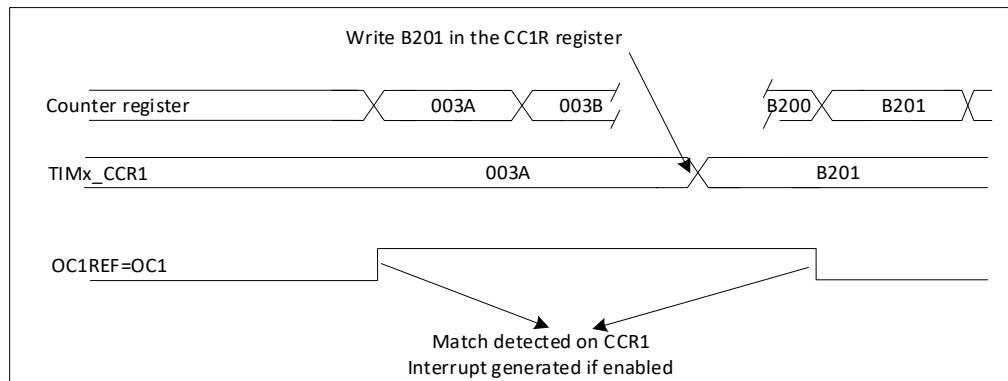 Write B201 in the CC1R register
Counter register
003A
003B
B200
B201
TIMx_CCR1
003A
B201
OC1REF=OC1
Match detected on CCR1
Interrupt generated if enabled